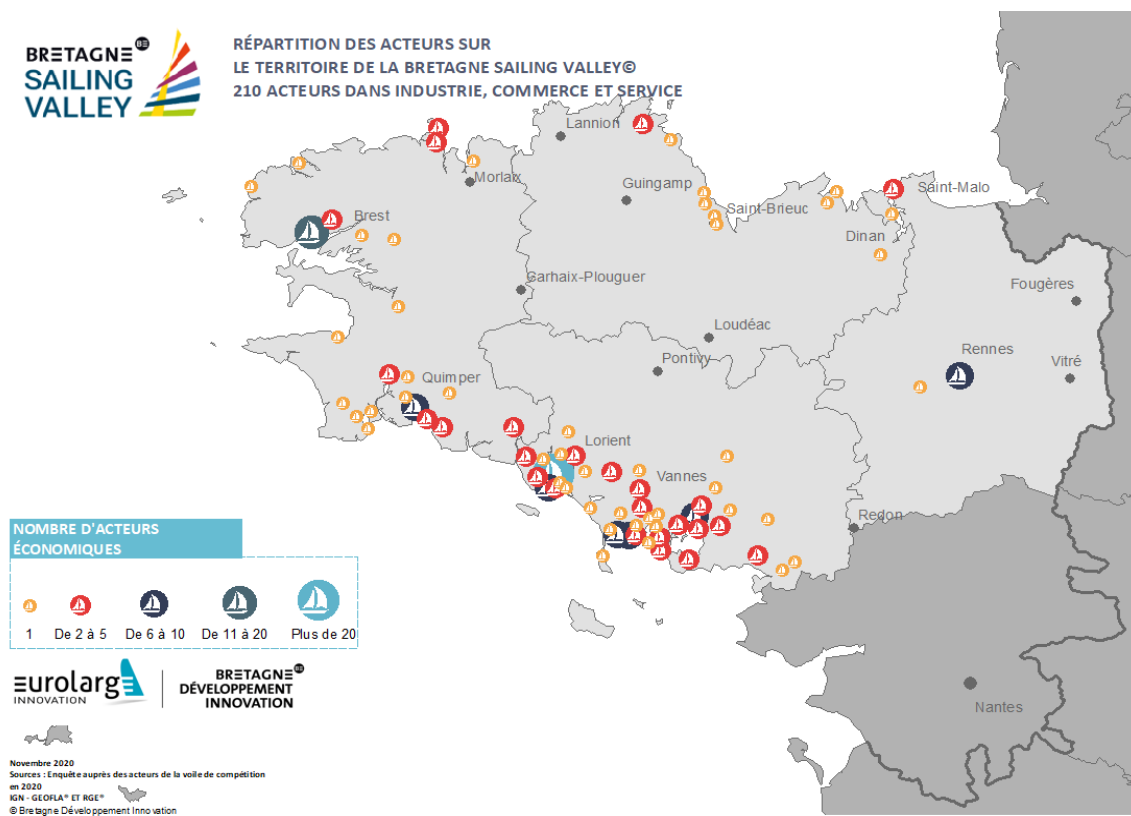 BRETAGNE
SAILING
VALLEY
RÉPARTITION DES ACTEURS SUR
LE TERRITOIRE DE LA BRETAGNE SAILING VALLEY©
210 ACTEURS DANS INDUSTRIE, COMMERCE ET SERVICE
Lannion
Morlaix
Guingamp
Saint-Malo
Saint-Brieuc
Brest
Dinan
Carhaix-Plouguer
Fougères
Loudéac
Rennes
Pontivy
Vitré
Quimper
Lorient
Vannes
Redon
Nantes
NOMBRE D'ACTEURS
ÉCONOMIQUES
1 De 2 à 5 De 6 à 10 De 11 à 20 Plus de 20
eurolarge
INNOVATION
BRETAGNE
DÉVELOPPEMENT
INNOVATION
Novembre 2020
Sources : Enquête auprès des acteurs de la voile de compétition
en 2020
IGN - GEOFLA® ET RGE®
© Bretagne Développement Innovation